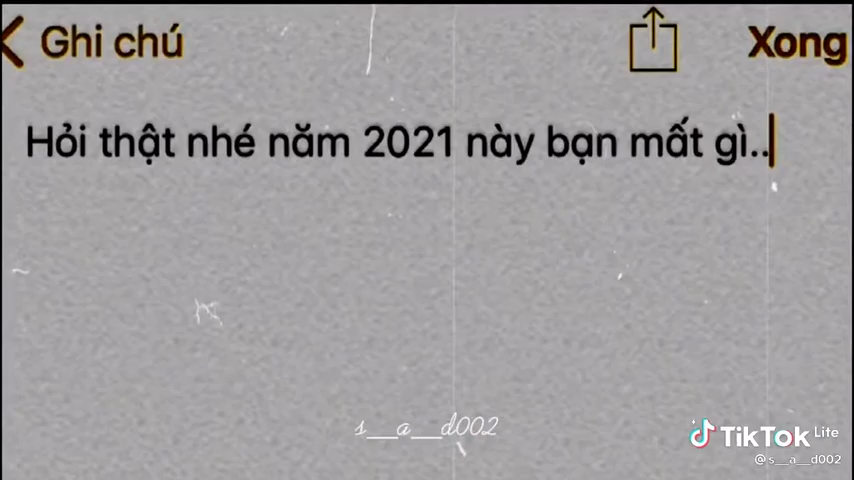 Ghi chú
Xong
Hỏi thật nhé năm 2021 này bạn mất gì..
s__a__d002
TikTok Lite
@s__a__d002